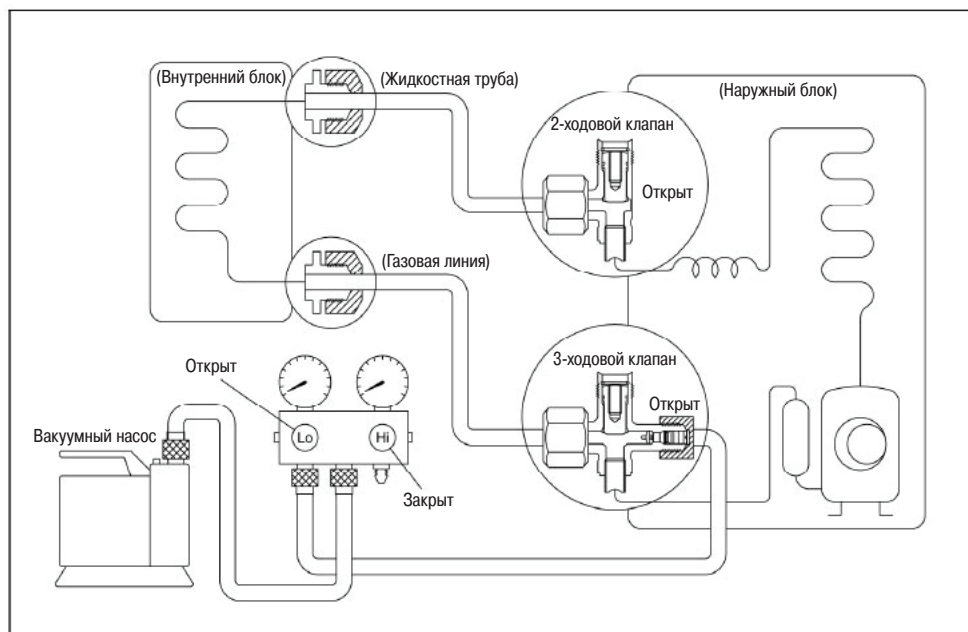 (Внутренний блок)
(Жидкостная труба)
(Наружный блок)
2-ходовой клапан
Открыт
(Газовая линия)
3-ходовой клапан
Открыт
Открыт
Вакуумный насос
Lo
Hi
Закрыт